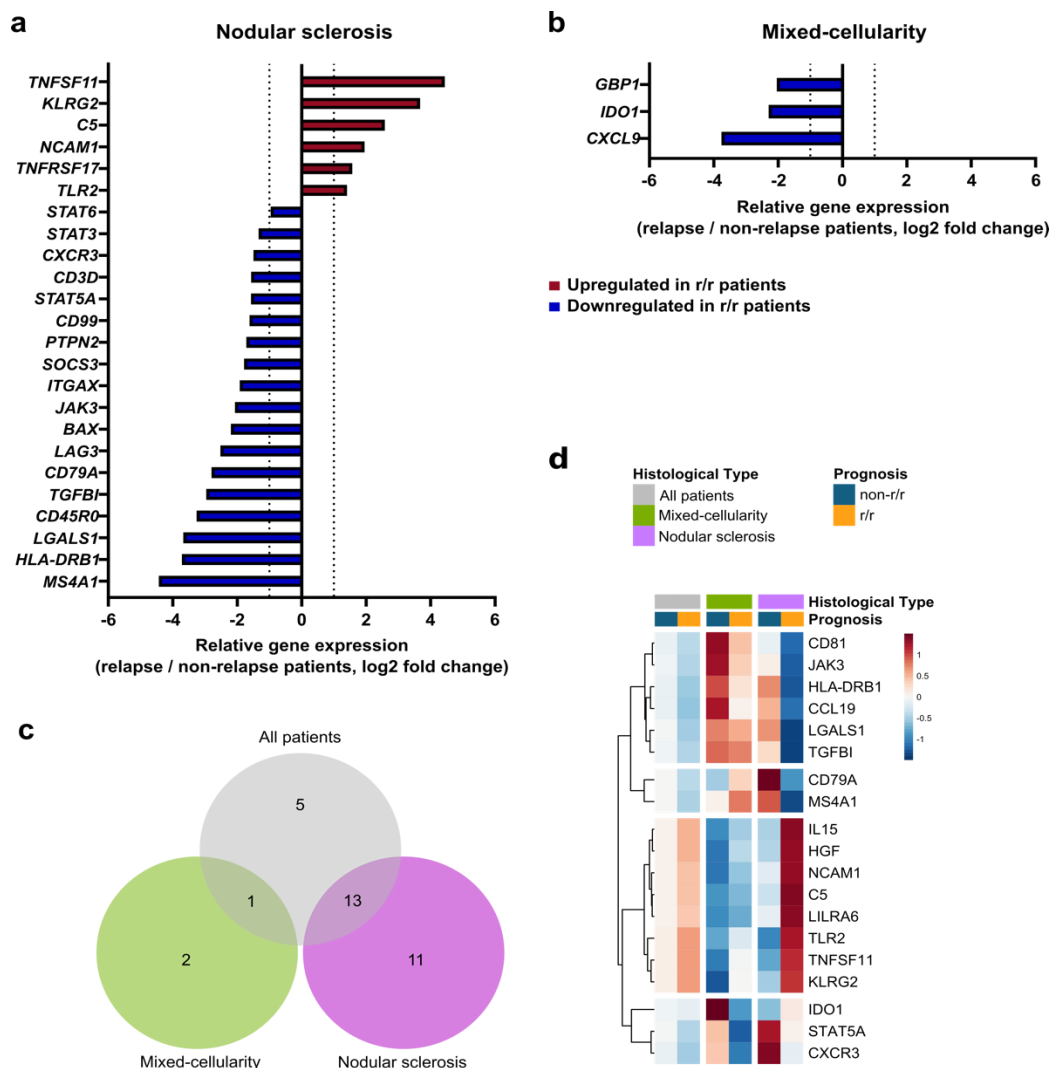 a
Nodular sclerosis
TNFSF11
KLRG2
C5
NCAM1
TNFRSF17
TLR2
STAT6
STAT3
CXCR3
CD3D
STAT5A
CD99
PTPN2
SOCS3
ITGAX
JAK3
BAX
LAG3
CD79A
TGFBI
CD45R0
LGALS1
HLA-DRB1
MS4A1
-6 -4 -2 0 2 4 6
Relative gene expression
(relapse / non-relapse patients, log2 fold change)
b
Mixed-cellularity
GBP1
IDO1
CXCL9
-6 -4 -2 0 2 4 6
Relative gene expression
(relapse / non-relapse patients, log2 fold change)
Upregulated in r/r patients
Downregulated in r/r patients
c
All patients
5
1
13
2
11
Mixed-cellularity
Nodular sclerosis
d
Histological Type
All patients
Mixed-cellularity
Nodular sclerosis
Prognosis
non-r/r
r/r
Histological Type
Prognosis
CD81
JAK3
HLA-DRB1
CCL19
LGALS1
TGFBI
CD79A
MS4A1
IL15
HGF
NCAM1
C5
LILRA6
TLR2
TNFSF11
KLRG2
IDO1
STAT5A
CXCR3
1
0.5
0
-0.5
-1